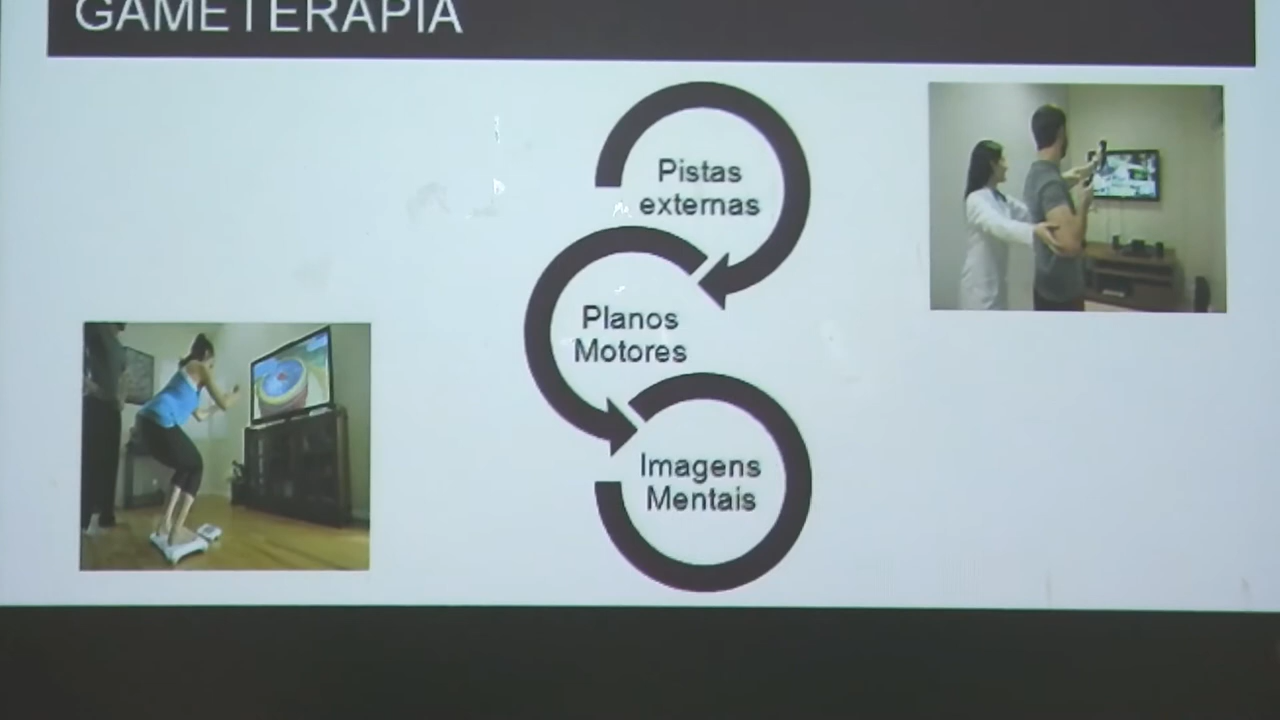 GAMETERAPIA
Pistas
externas
Planos
Motores
Imagens
Mentais